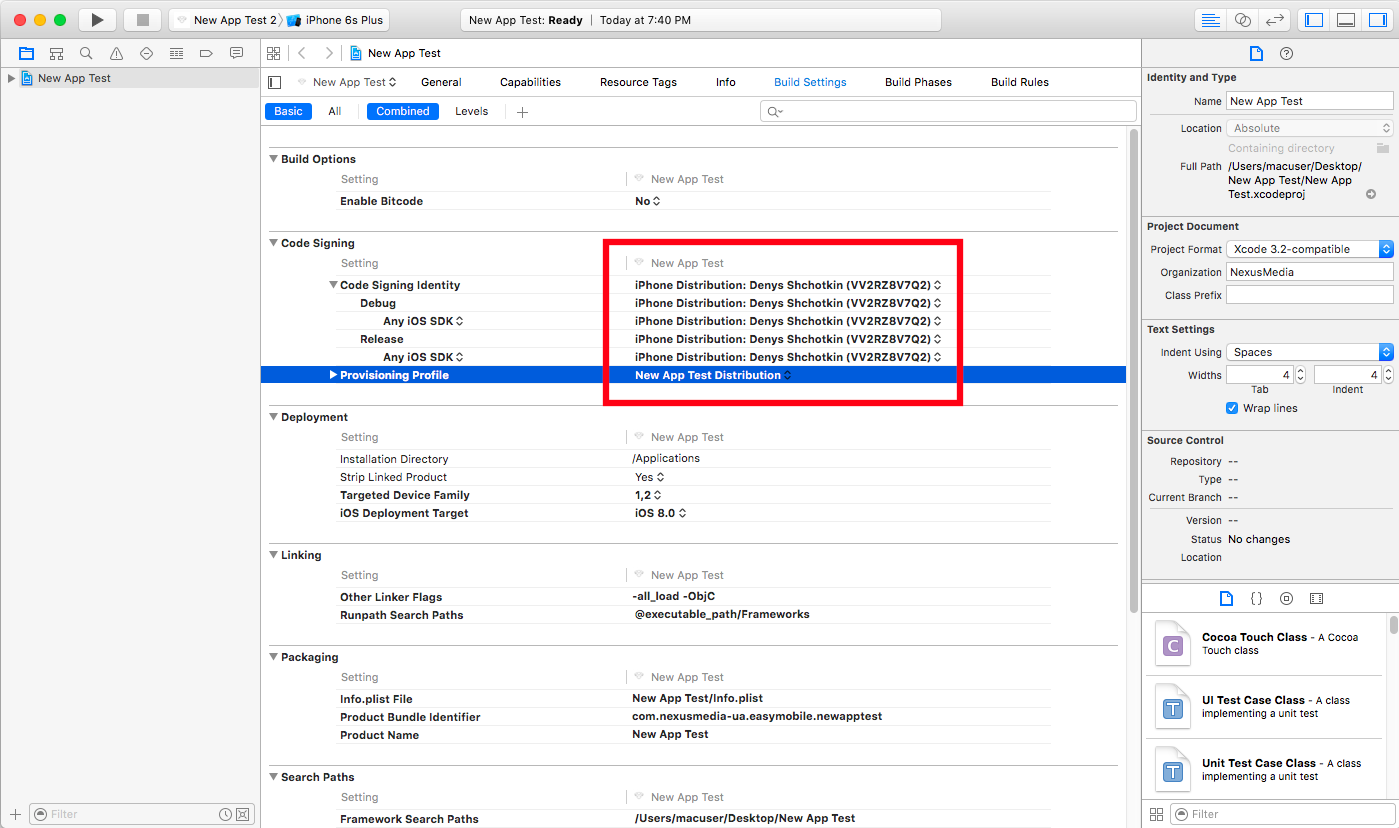 New App Test 2 iPhone 6s Plus
New App Test: Ready | Today at 7:40 PM
New App Test
Filter
New App Test
New App Test General Capabilities Resource Tags Info Build Settings Build Phases Build Rules
Basic All Combined Levels
Build Options
Setting New App Test
Enable Bitcode No
Code Signing
Setting New App Test
Code Signing Identity iPhone Distribution: Denys Shchotkin (VV2RZ8V7Q2)
Debug iPhone Distribution: Denys Shchotkin (VV2RZ8V7Q2)
Any iOS SDK iPhone Distribution: Denys Shchotkin (VV2RZ8V7Q2)
Release iPhone Distribution: Denys Shchotkin (VV2RZ8V7Q2)
Any iOS SDK iPhone Distribution: Denys Shchotkin (VV2RZ8V7Q2)
Provisioning Profile New App Test Distribution
Deployment
Setting New App Test
Installation Directory /Applications
Strip Linked Product Yes
Targeted Device Family 1,2
iOS Deployment Target iOS 8.0
Linking
Setting New App Test
Other Linker Flags -all_load -ObjC
Runpath Search Paths @executable_path/Frameworks
Packaging
Setting New App Test
Info.plist File New App Test/Info.plist
Product Bundle Identifier com.nexusmedia-ua.easymobile.newapptest
Product Name New App Test
Search Paths
Setting New App Test
Framework Search Paths /Users/macuser/Desktop/New App Test
Identity and Type
Name New App Test
Location Absolute
Containing directory
Full Path /Users/macuser/Desktop/
New App Test/New App
Test.xcodeproj
Project Document
Project Format Xcode 3.2-compatible
Organization NexusMedia
Class Prefix
Text Settings
Indent Using Spaces
Widths 4 4
Tab Indent
Wrap lines
Source Control
Repository --
Type --
Current Branch --
Version --
Status No changes
Location
{}
C Cocoa Touch Class - A Cocoa
Touch class
T UI Test Case Class - A class
implementing a unit test
T Unit Test Case Class - A class
implementing a unit test
Filter